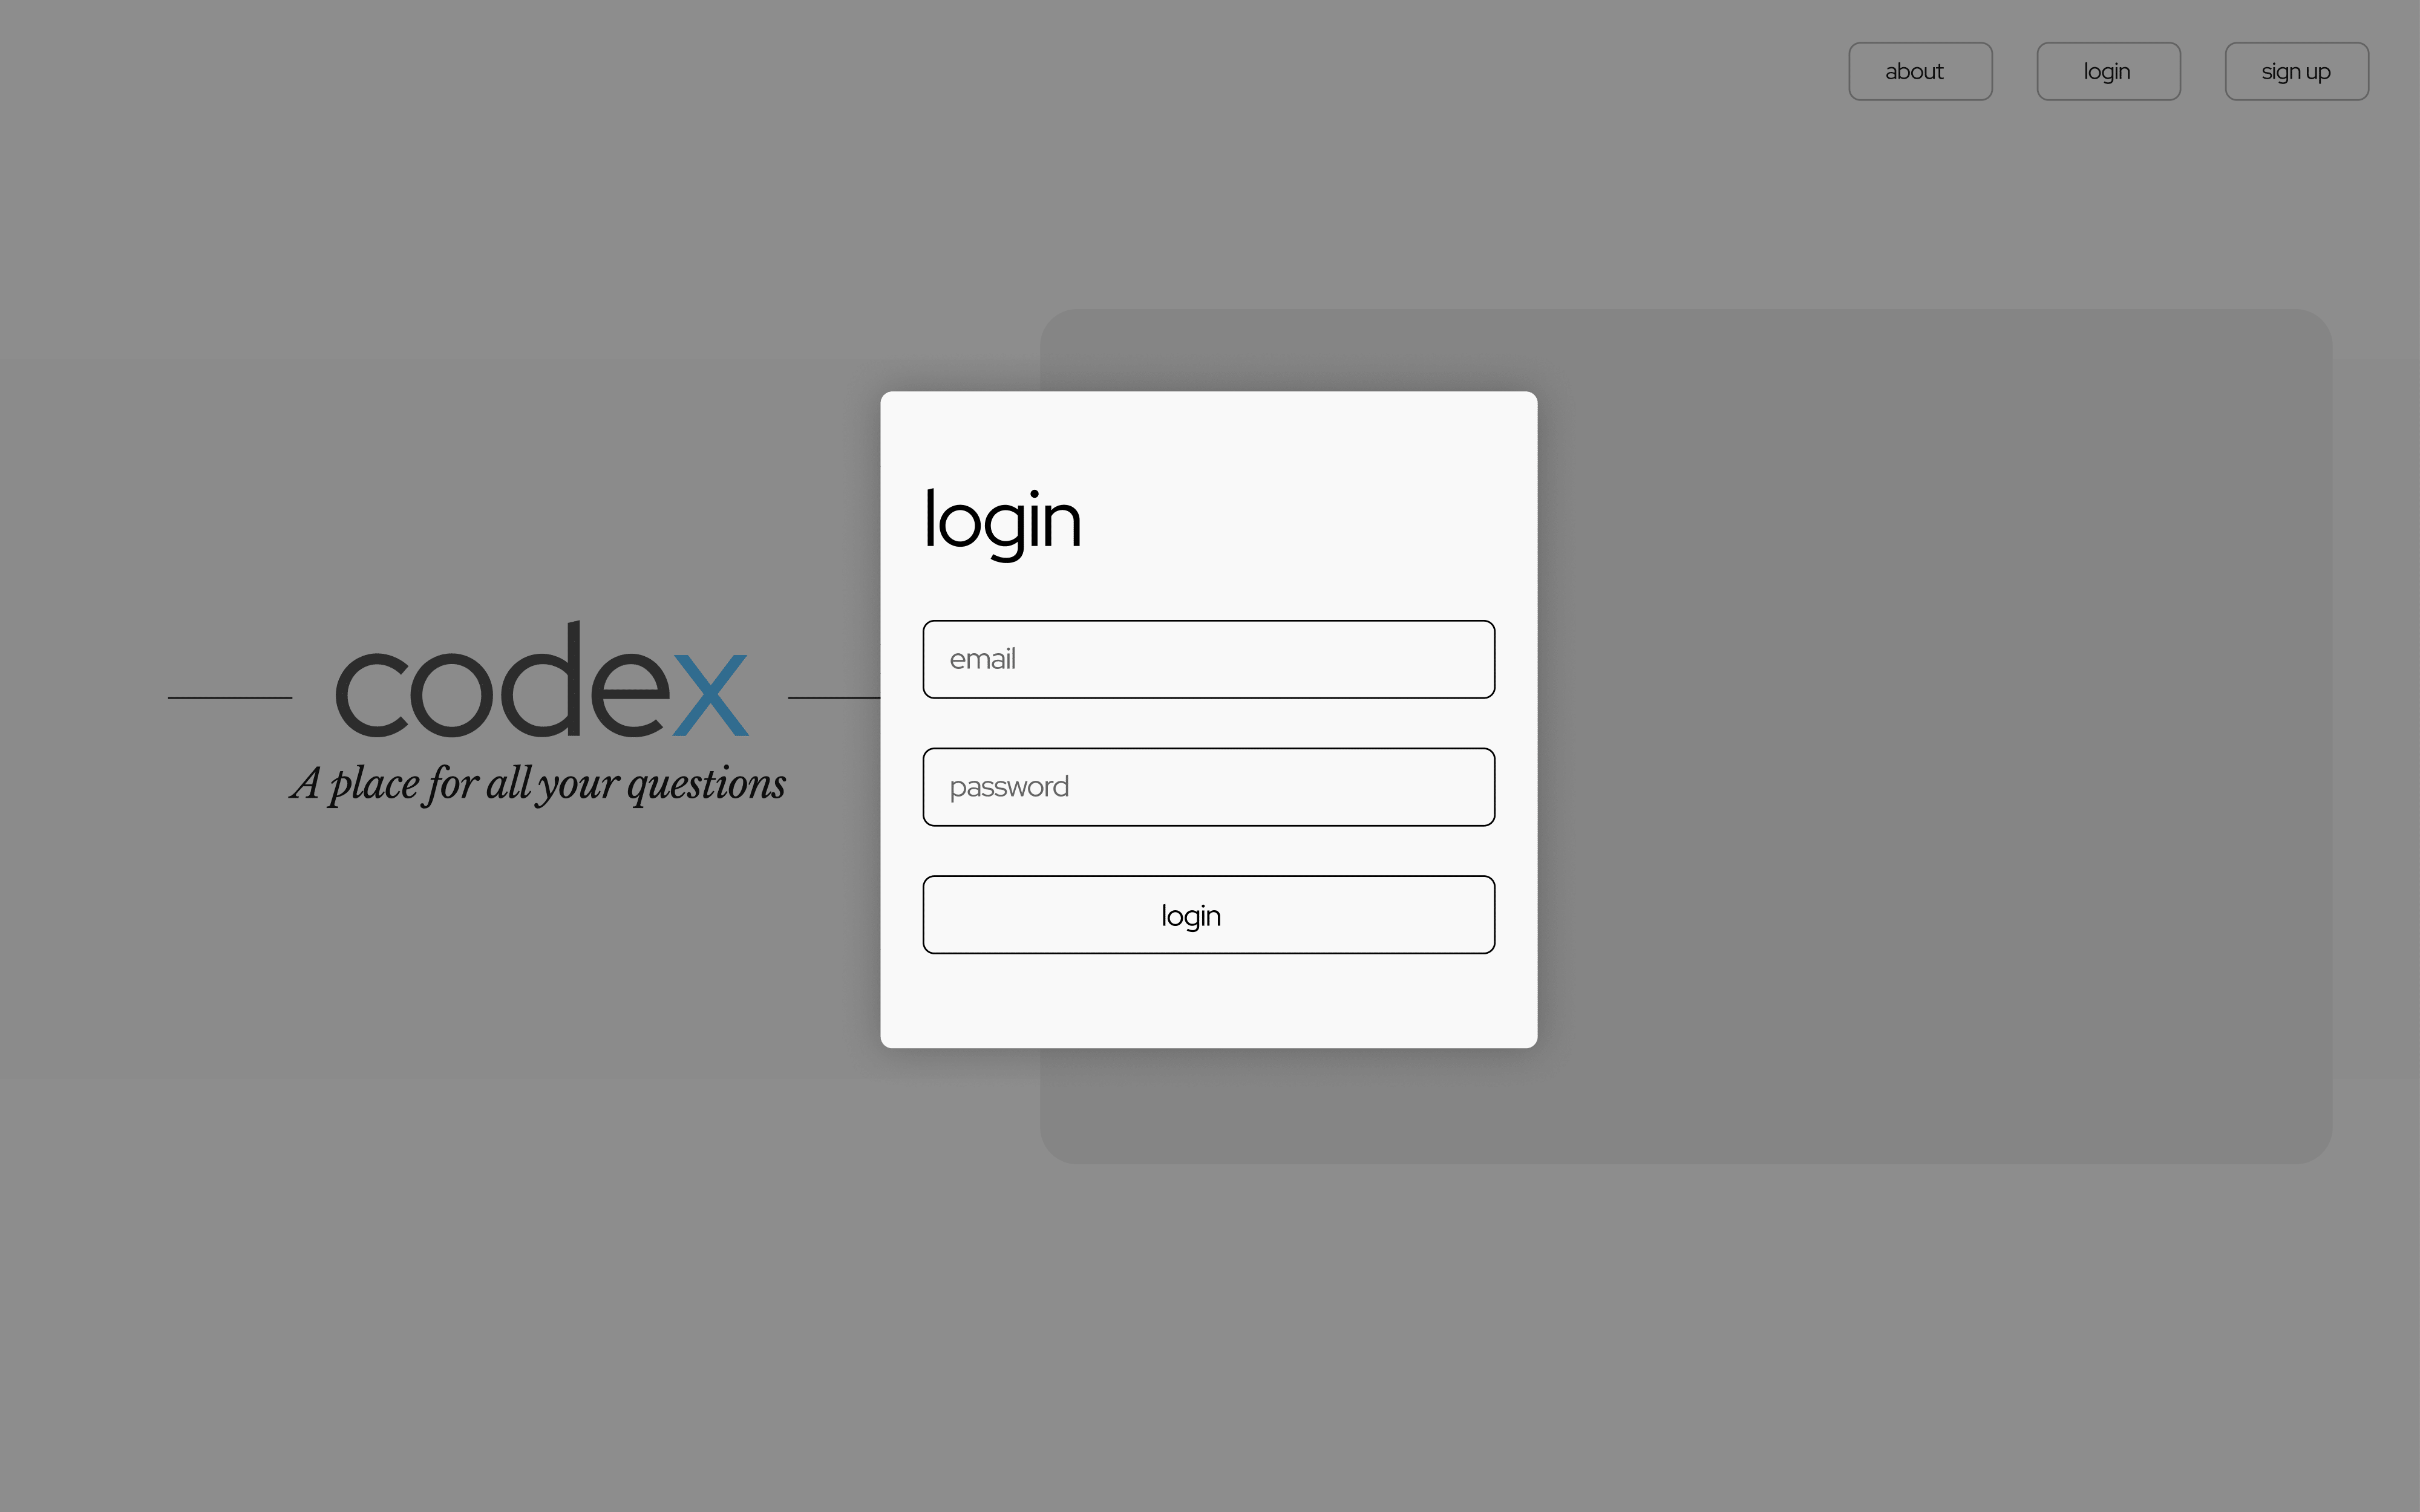 about
login
sign up
codex
A place for all your questions
login
email
password
login